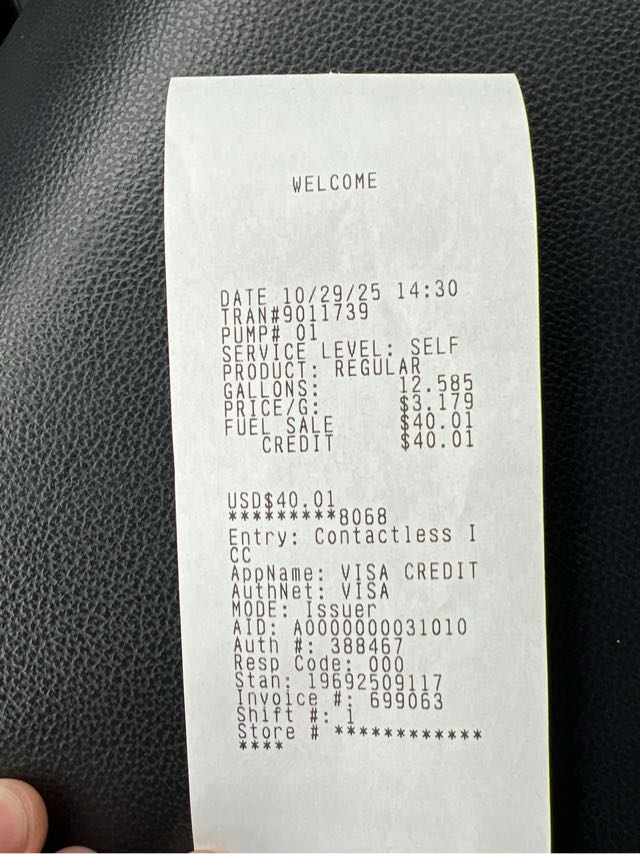 WELCOME
DATE 10/29/25 14:30
TRAN#9011739
PUMP# 01
SERVICE LEVEL: SELF
PRODUCT: REGULAR
GALLONS: 12.585
PRICE/G: $3.179
FUEL SALE $40.01
CREDIT $40.01
USD$40.01
*********8068
Entry: Contactless I
CC
AppName: VISA CREDIT
AuthNet: VISA
MODE: Issuer
AID: A0000000031010
Auth #: 388467
Resp Code: 000
Stan: 19692509117
Invoice #: 699063
Shift #: 1
Store # ************
****